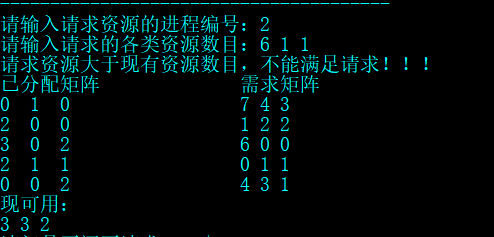 请输入请求资源的进程编号：2
请输入请求的各类资源数目：6 1 1
请求资源大于现有资源数目，不能满足请求！！！
已分配矩阵 需求矩阵
0 1 0 7 4 3
2 0 0 1 2 2
3 0 2 6 0 0
2 1 1 0 1 1
0 0 2 4 3 1
现可用：
3 3 2